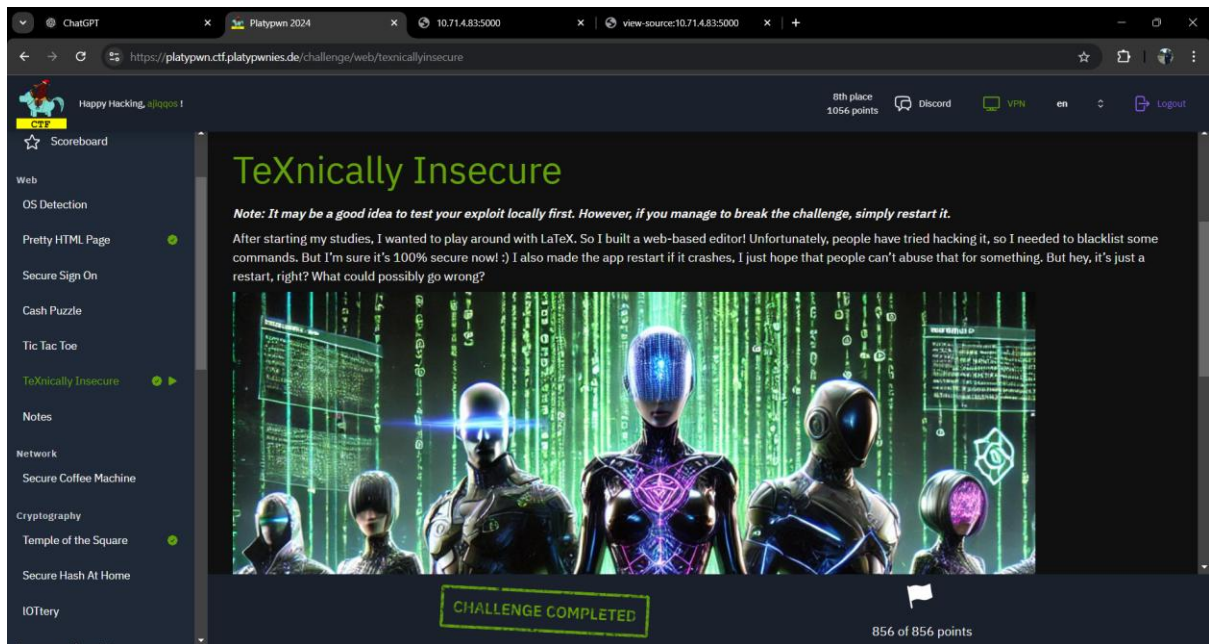 ChatGPT
Platypwn 2024
10.71.4.83:5000
view-source:10.71.4.83:5000
https://platypwn.ctf.platypwnies.de/challenge/web/texnicallyinsecure
CTF
Happy Hacking, ajiqqos !
8th place
1056 points
Discord
VPN
en
Logout
Scoreboard
Web
OS Detection
Pretty HTML Page
Secure Sign On
Cash Puzzle
Tic Tac Toe
TeXnically Insecure
Notes
Network
Secure Coffee Machine
Cryptography
Temple of the Square
Secure Hash At Home
IOTtery
TeXnically Insecure
Note: It may be a good idea to test your exploit locally first. However, if you manage to break the challenge, simply restart it.
After starting my studies, I wanted to play around with LaTeX. So I built a web-based editor! Unfortunately, people have tried hacking it, so I needed to blacklist some
commands. But I'm sure it's 100% secure now! :) I also made the app restart if it crashes, I just hope that people can't abuse that for something. But hey, it's just a
restart, right? What could possibly go wrong?
CHALLENGE COMPLETED
856 of 856 points